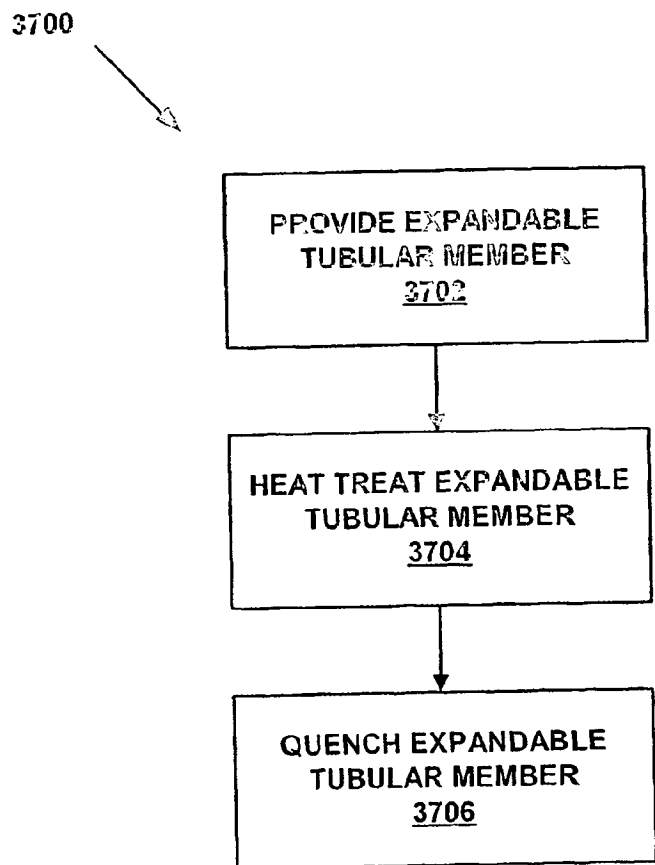 3700
PROVIDE EXPANDABLE
TUBULAR MEMBER
3702
HEAT TREAT EXPANDABLE
TUBULAR MEMBER
3704
QUENCH EXPANDABLE
TUBULAR MEMBER
3706